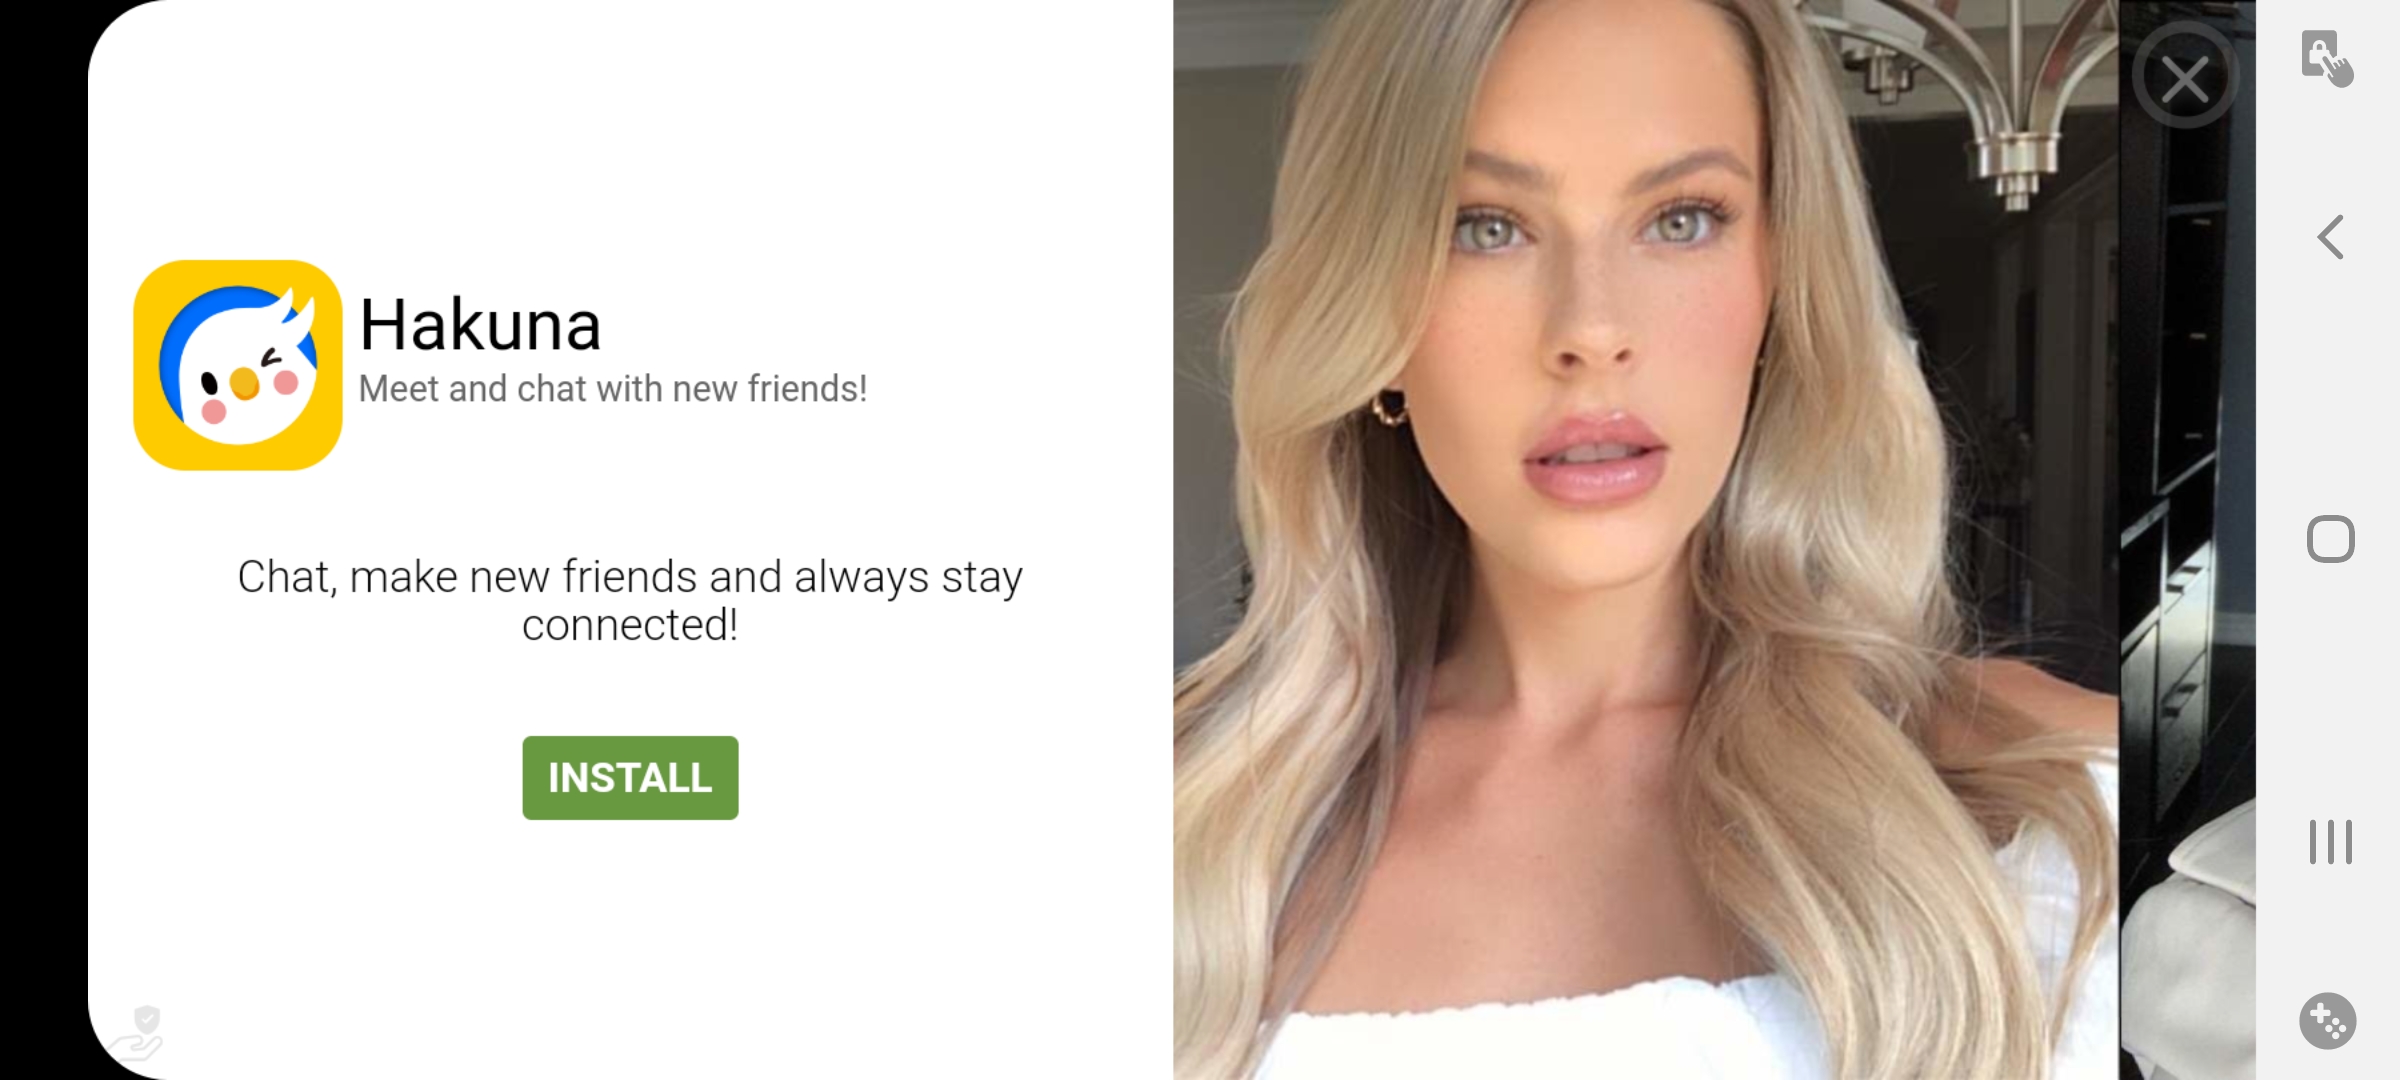 Hakuna
Meet and chat with new friends!
Chat, make new friends and always stay
connected!
INSTALL